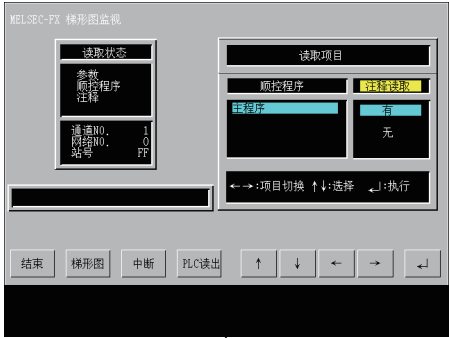 MELSEC-FX 梯形图监视
读取状态
参数
顺控程序
注释
通道NO. 1
网络NO. 0
站号 FF
读取项目
顺控程序
注释读取
主程序
有
无
←→:项目切换 ↑↓:选择 ↵:执行
结束 梯形图 中断 PLC读出 ↑ ↓ ← → ↵